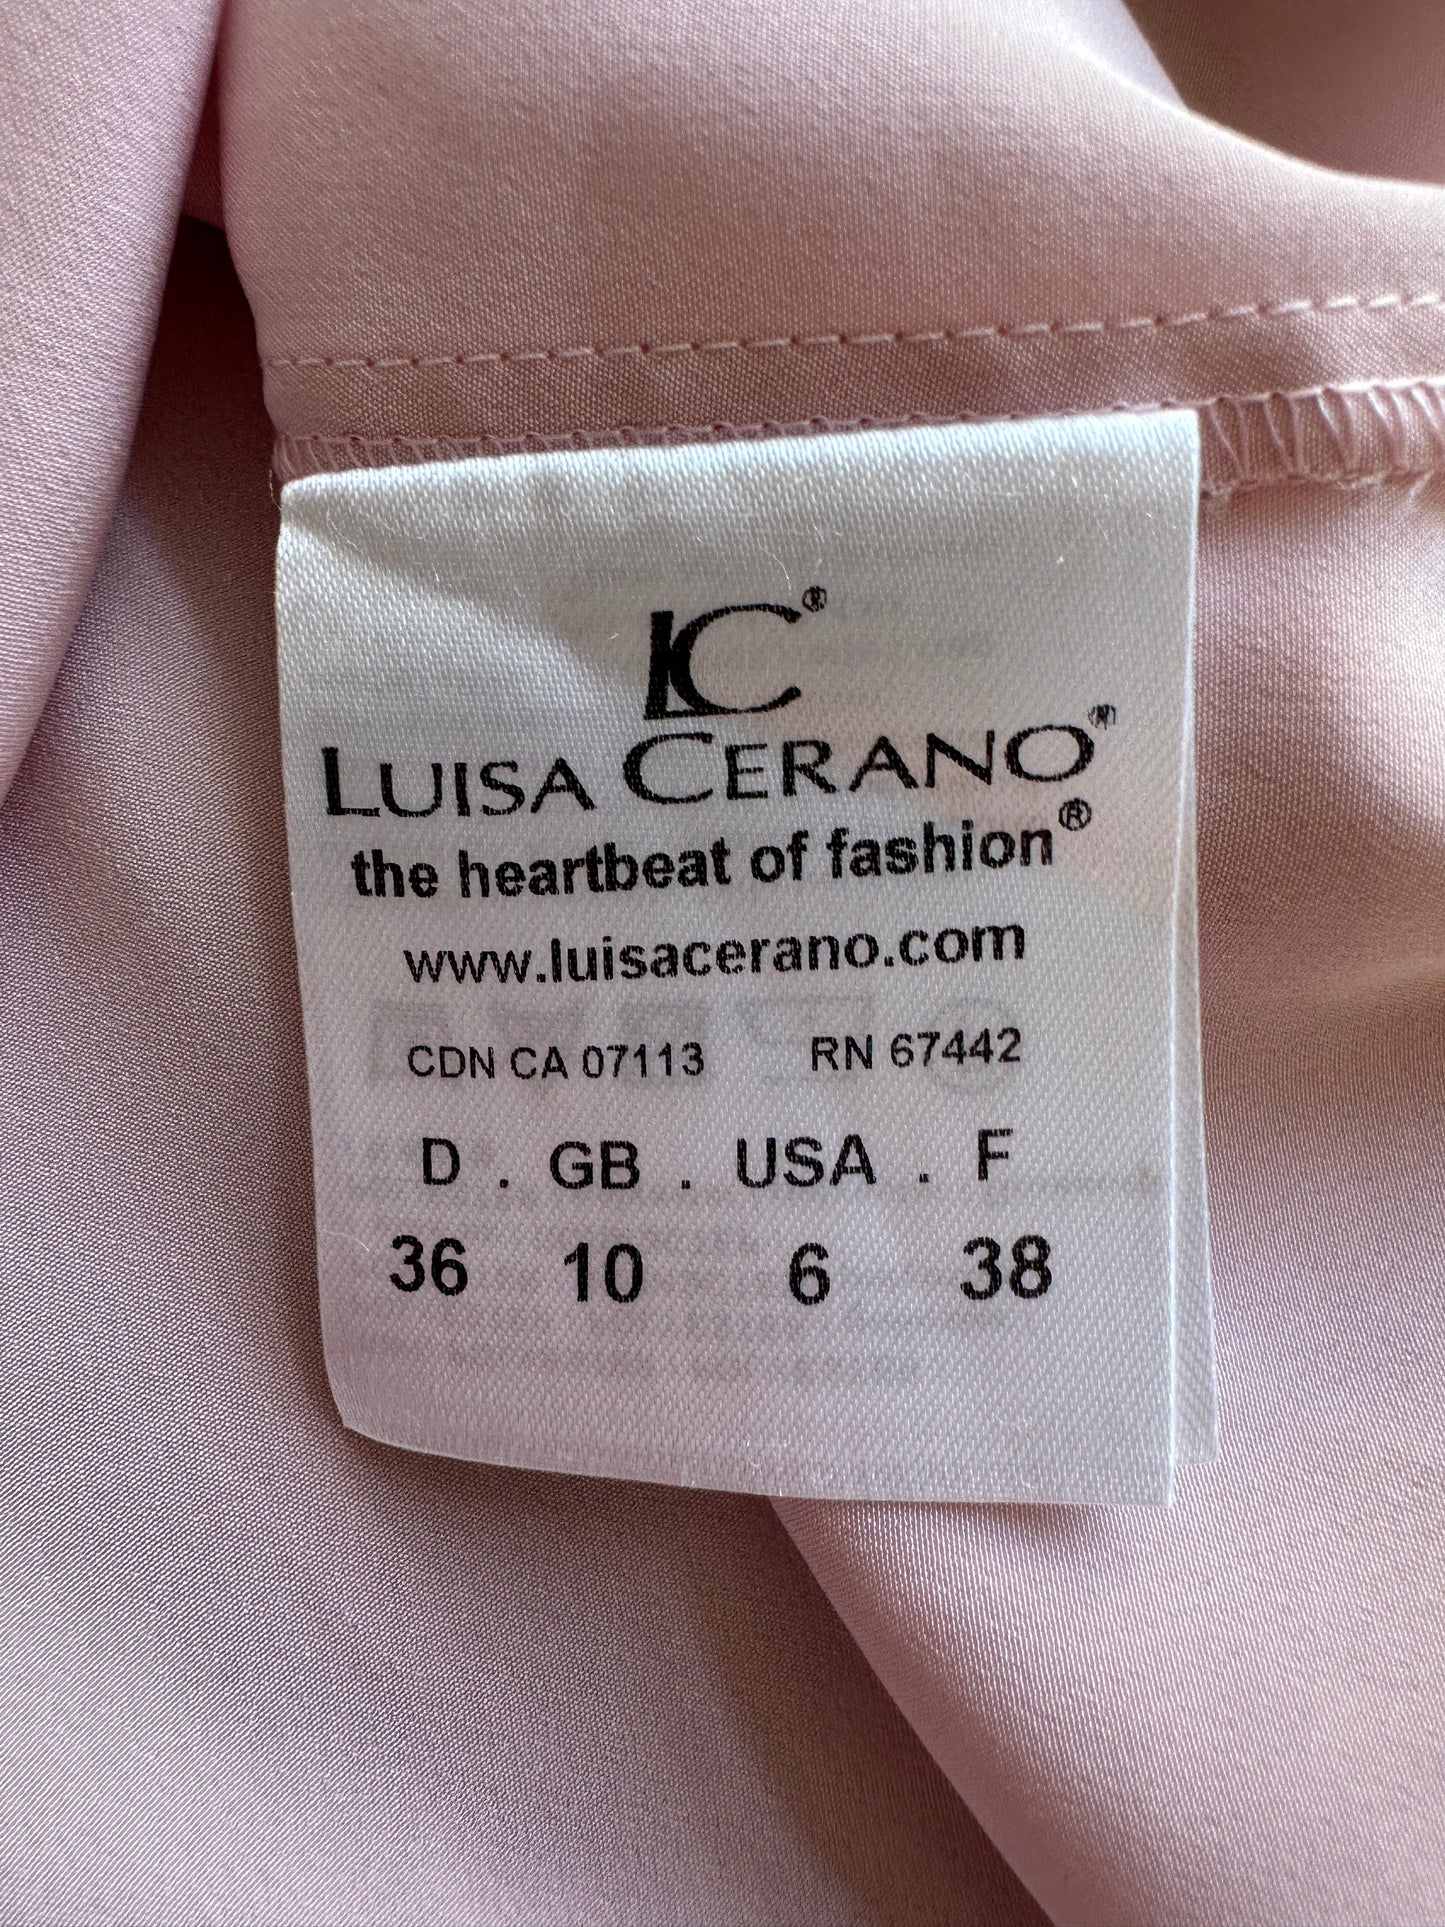 LC®
LUISA CERANO®
the heartbeat of fashion®
www.luisacerano.com
CDN CA 07113 RN 67442
D . GB . USA . F
36 10 6 38